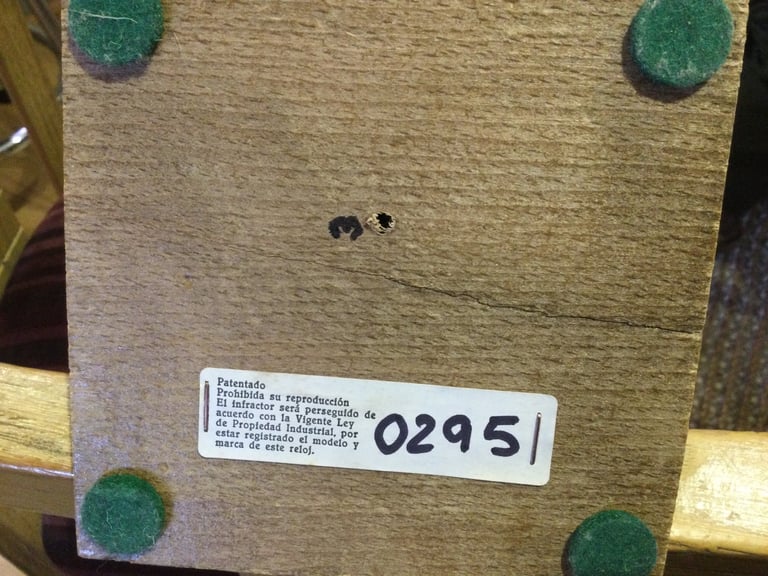 Patentado
Prohibida su reproducción
El infractor será perseguido de
acuerdo con la Vigente Ley
de Propiedad Industrial, por
estar registrado el modelo y
marca de este reloj.
0295